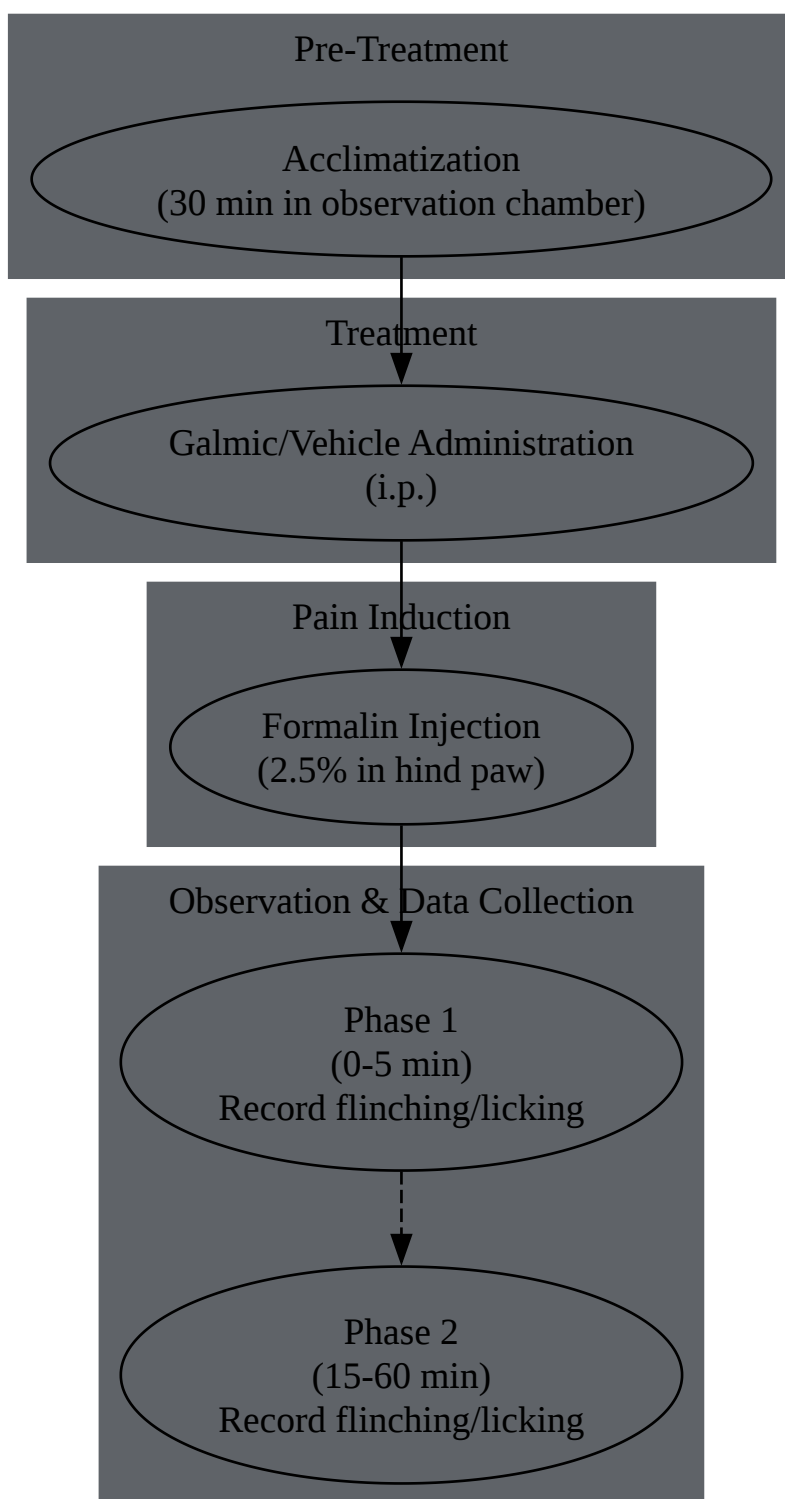 Pre-Treatment
Acclimatization
(30 min in observation chamber)
Treatment
Galmic/Vehicle Administration
(i.p.)
Pain Induction
Formalin Injection
(2.5% in hind paw)
Observation & Data Collection
Phase 1
(0-5 min)
Record flinching/licking
Phase 2
(15-60 min)
Record flinching/licking